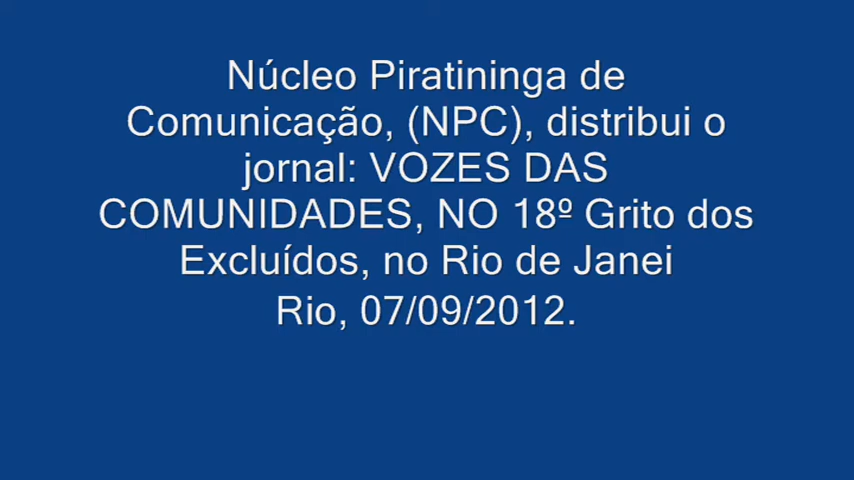 Núcleo Piratininga de
Comunicação, (NPC), distribui o
jornal: VOZES DAS
COMUNIDADES, NO 18º Grito dos
Excluídos, no Rio de Janei
Rio, 07/09/2012.